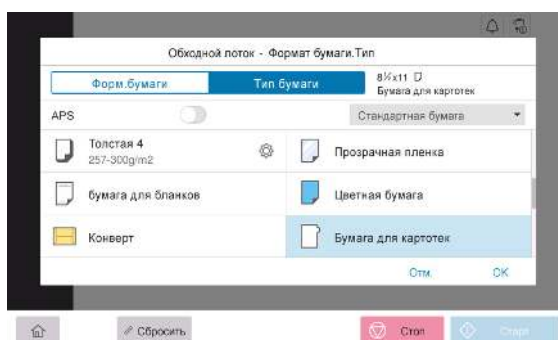 Обходной лоток - Формат бумаги.Тип
Форм.бумаги
Тип бумаги
8½x11
Бумага для картотек
APS
Стандартная бумага
Толстая 4
257-300g/m2
Прозрачная пленка
бумага для бланков
Цветная бумага
Конверт
Бумага для картотек
Отм.
OK
Сбросить
Стоп
Старт